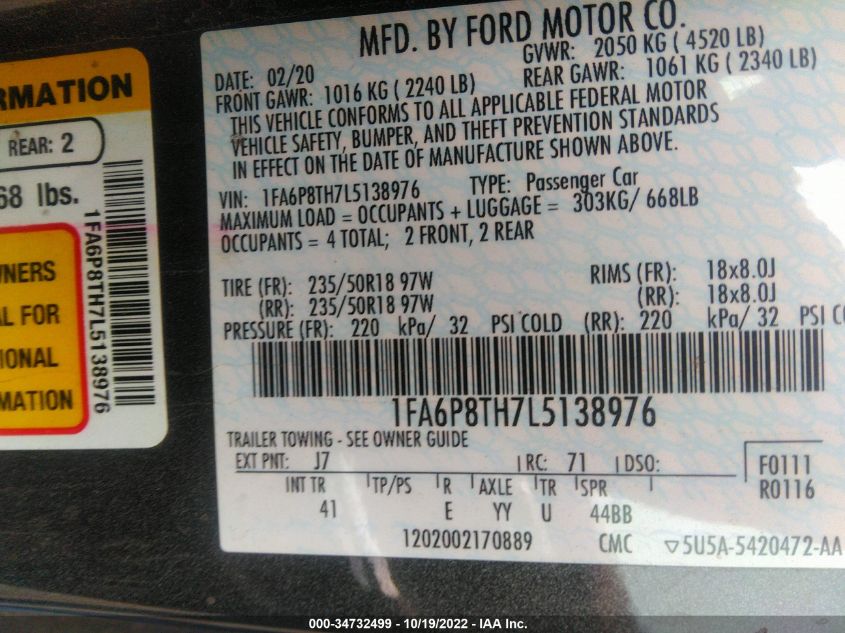 RMATION
REAR: 2
68 lbs.
WNERS
AL FOR
IONAL
MATION
1FA6P8TH7L5138976
MFD. BY FORD MOTOR CO.
DATE: 02/20 GVWR: 2050 KG ( 4520 LB)
FRONT GAWR: 1016 KG ( 2240 LB) REAR GAWR: 1061 KG ( 2340 LB)
THIS VEHICLE CONFORMS TO ALL APPLICABLE FEDERAL MOTOR
VEHICLE SAFETY, BUMPER, AND THEFT PREVENTION STANDARDS
IN EFFECT ON THE DATE OF MANUFACTURE SHOWN ABOVE.
VIN: 1FA6P8TH7L5138976 TYPE: Passenger Car
MAXIMUM LOAD = OCCUPANTS + LUGGAGE = 303KG/ 668LB
OCCUPANTS = 4 TOTAL; 2 FRONT, 2 REAR
TIRE (FR): 235/50R18 97W RIMS (FR): 18x8.0J
(RR): 235/50R18 97W (RR): 18x8.0J
PRESSURE (FR): 220 kPa/ 32 PSI COLD (RR): 220 kPa/ 32 PSI CO
1FA6P8TH7L5138976
TRAILER TOWING - SEE OWNER GUIDE
EXT PNT: J7 RC: 71 DSO: F0111
INT TR TP/PS R AXLE TR SPR R0116
41 E YY U 44BB
1202002170889 CMC ▽5U5A-5420472-AA
000-34732499 - 10/19/2022 - IAA Inc.